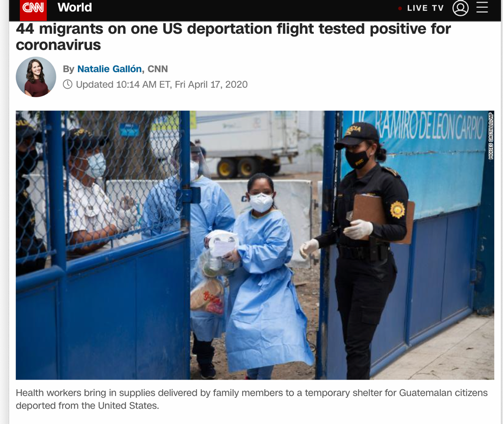 CNN World LIVE TV
44 migrants on one US deportation flight tested positive for
coronavirus
By Natalie Gallón, CNN
Updated 10:14 AM ET, Fri April 17, 2020
RAMIRO DE LEON CARPIO
Health workers bring in supplies delivered by family members to a temporary shelter for Guatemalan citizens
deported from the United States.